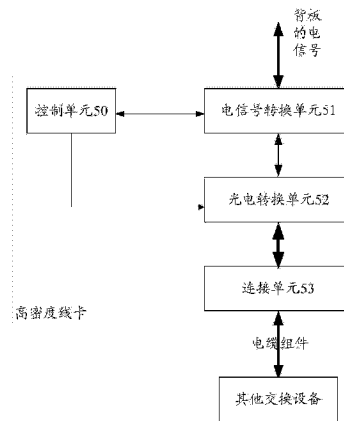 背板
的电
信号
控制单元50
电信号转换单元51
光电转换单元52
连接单元53
高密度线卡
电缆组件
其他交换设备